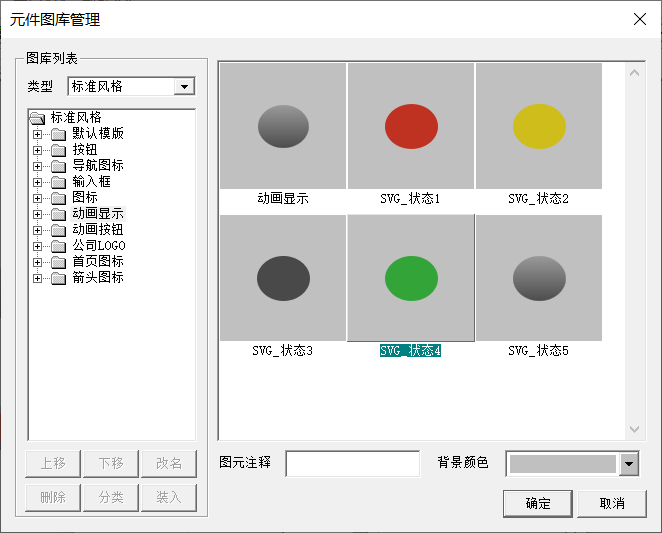 元件图库管理
图库列表
类型
标准风格
标准风格
默认模版
按钮
导航图标
输入框
图标
动画显示
动画按钮
公司LOGO
首页图标
箭头图标
上移
下移
改名
删除
分类
装入
动画显示
SVG_状态1
SVG_状态2
SVG_状态3
SVG_状态4
SVG_状态5
图元注释
背景颜色
确定
取消